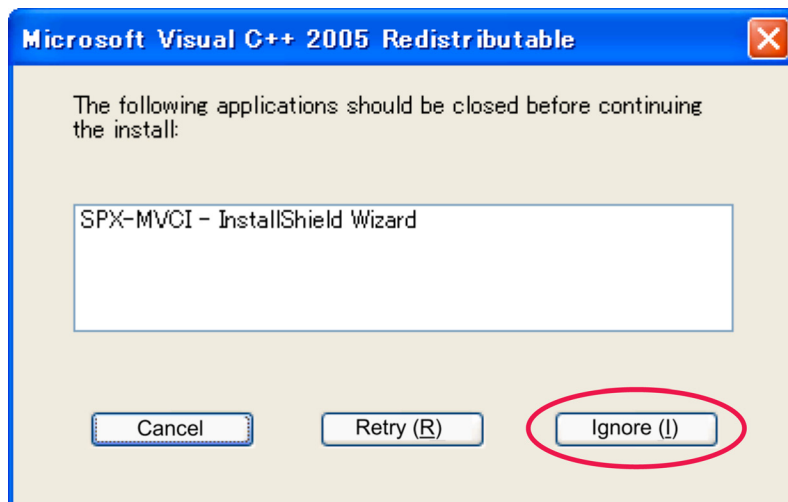 Microsoft Visual C++ 2005 Redistributable
The following applications should be closed before continuing
the install:
SPX-MVCI - InstallShield Wizard
Cancel
Retry (R)
Ignore (I)